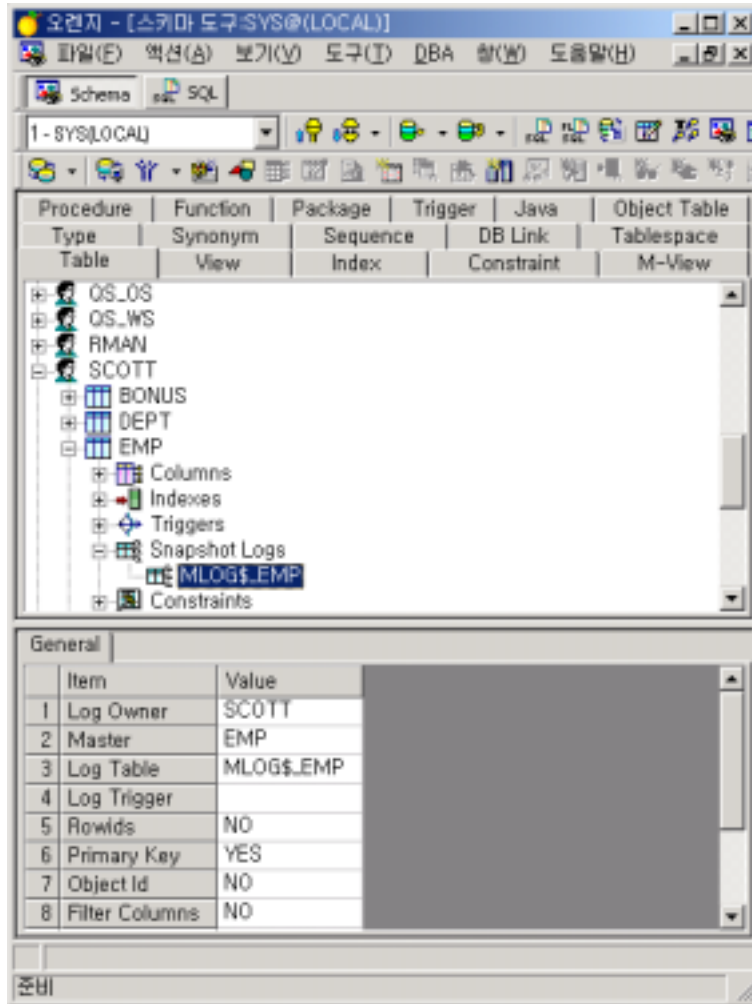 오렌지 - [스키마 도구:SYS@(LOCAL)]
파일(F) 액션(A) 보기(V) 도구(T) DBA 창(W) 도움말(H)
Schema SQL
1 - SYS(LOCAL)
Procedure Function Package Trigger Java Object Table
Type Synonym Sequence DB Link Tablespace
Table View Index Constraint M-View
QS_OS
QS_WS
RMAN
SCOTT
BONUS
DEPT
EMP
Columns
Indexes
Triggers
Snapshot Logs
MLOG$_EMP
Constraints
General
Item Value
1 Log Owner SCOTT
2 Master EMP
3 Log Table MLOG$_EMP
4 Log Trigger
5 Rowids NO
6 Primary Key YES
7 Object Id NO
8 Filter Columns NO
준비